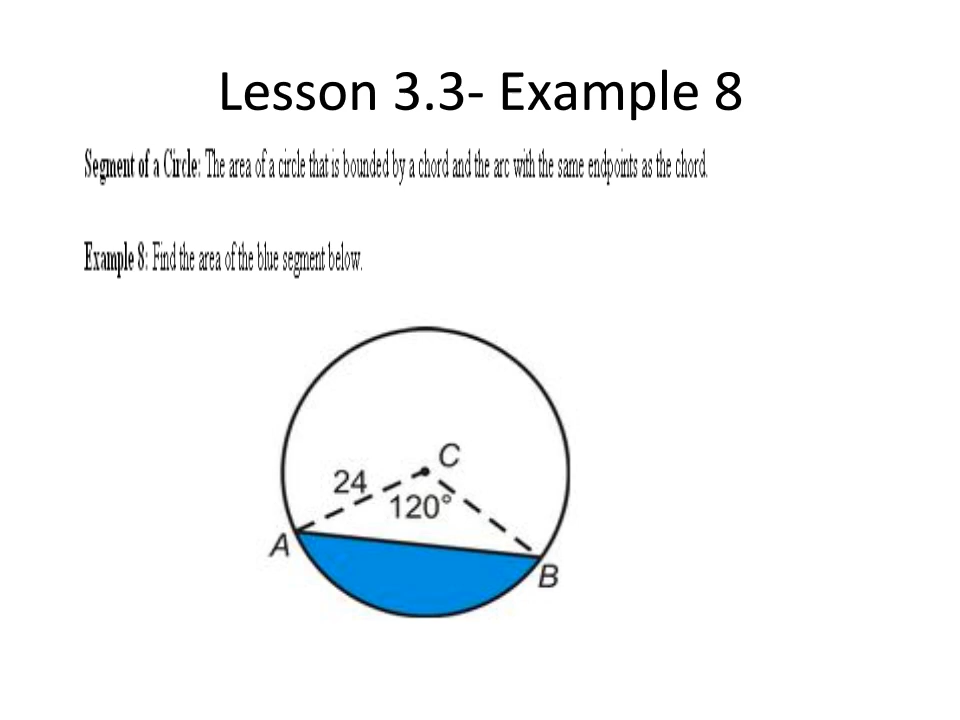 Lesson 3.3- Example 8
Segment of a Circle: The area of a circle that is bounded by a chord and the arc with the same endpoints as the chord.
Example 8: Find the area of the blue segment below.
C
24
120°
A
B